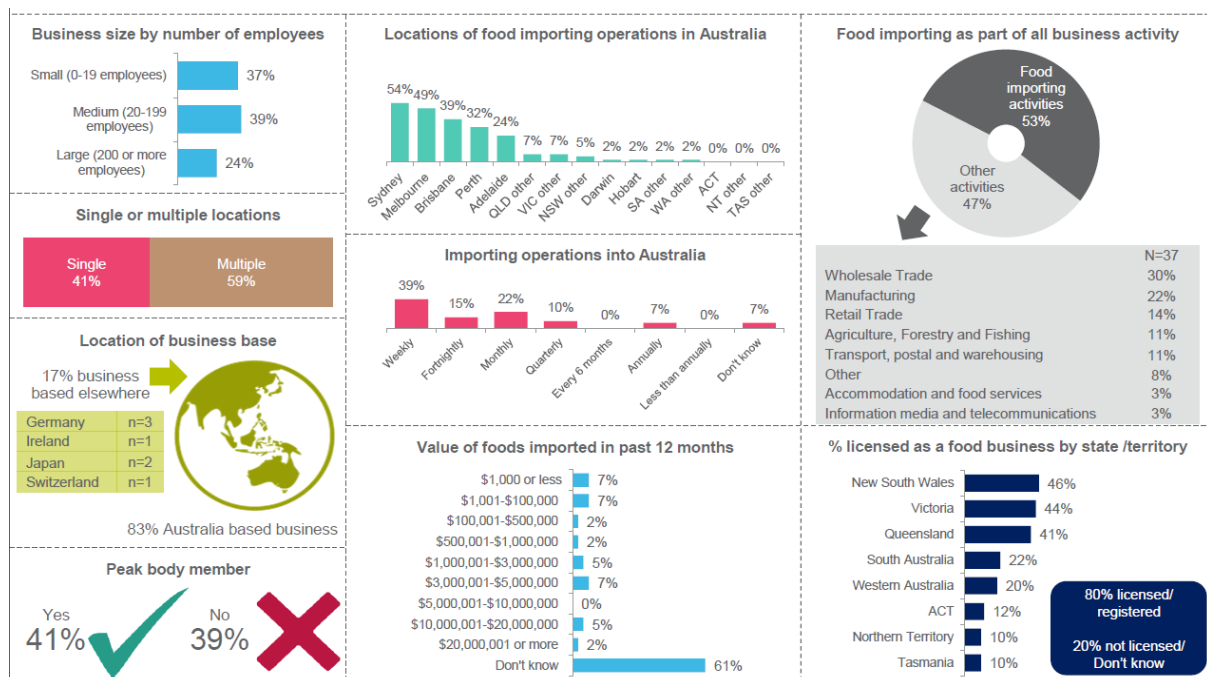 Business size by number of employees
Small (0-19 employees)
37%
Medium (20-199
employees)
39%
Large (200 or more
employees)
24%
Single or multiple locations
Single
41%
Multiple
59%
Location of business base
17% business
based elsewhere
Germany n=3
Ireland n=1
Japan n=2
Switzerland n=1
83% Australia based business
Peak body member
Yes
41%
No
39%
Locations of food importing operations in Australia
54% 49% 39% 32% 24% 7% 7% 5% 2% 2% 2% 2% 0% 0% 0%
Sydney
Melbourne
Brisbane
Perth
Adelaide
QLD other
VIC other
NSW other
Darwin
Hobart
SA other
WA other
ACT
NT other
TAS other
Importing operations into Australia
39% 15% 22% 10% 0% 7% 0% 7%
Weekly
Fortnightly
Monthly
Quarterly
Every 6 months
Annually
Less than annually
Don't know
Value of foods imported in past 12 months
$1,000 or less 7%
$1,001-$100,000 7%
$100,001-$500,000 2%
$500,001-$1,000,000 2%
$1,000,001-$3,000,000 5%
$3,000,001-$5,000,000 7%
$5,000,001-$10,000,000 0%
$10,000,001-$20,000,000 5%
$20,000,001 or more 2%
Don't know 61%
Food importing as part of all business activity
Food
importing
activities
53%
Other
activities
47%
N=37
Wholesale Trade 30%
Manufacturing 22%
Retail Trade 14%
Agriculture, Forestry and Fishing 11%
Transport, postal and warehousing 11%
Other 8%
Accommodation and food services 3%
Information media and telecommunications 3%
% licensed as a food business by state /territory
New South Wales 46%
Victoria 44%
Queensland 41%
South Australia 22%
Western Australia 20%
ACT 12%
Northern Territory 10%
Tasmania 10%
80% licensed/
registered
20% not licensed/
Don't know